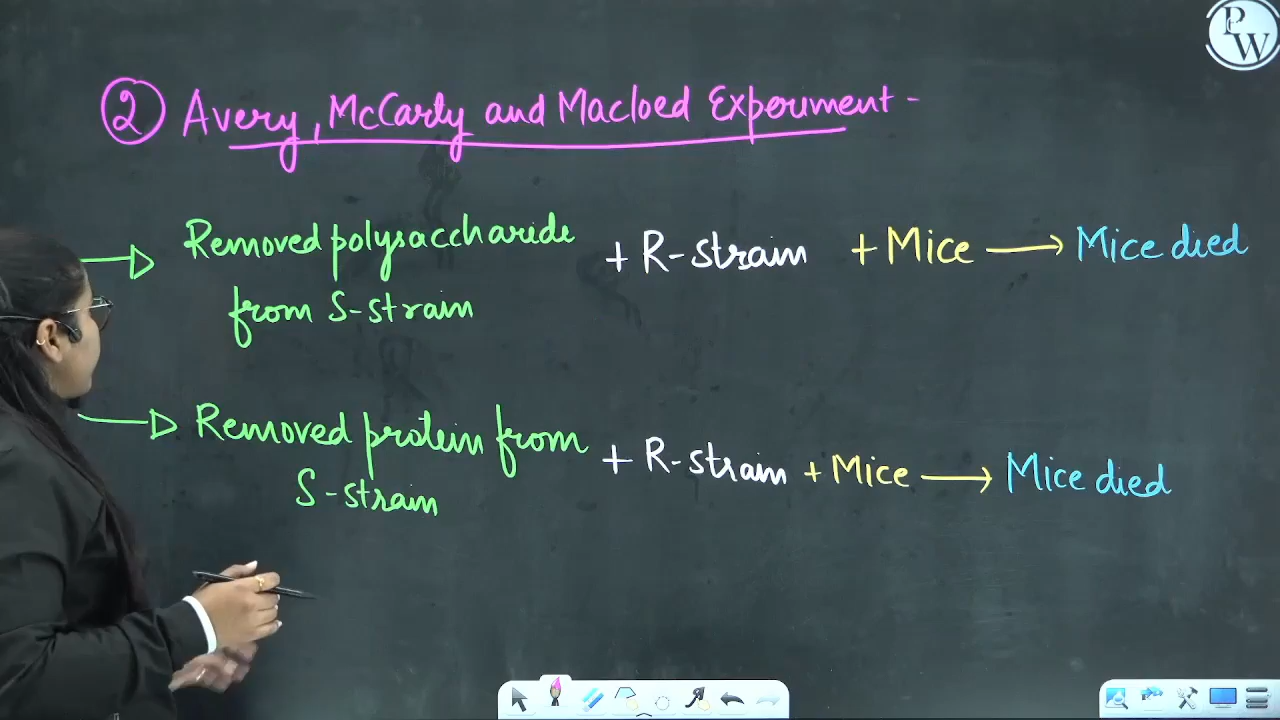 PW
② Avery, McCarty and Macloed Experiment -
Removed polysaccharide + R-strain + Mice → Mice died
from S-strain
Removed protein from + R-strain + Mice → Mice died
S-strain